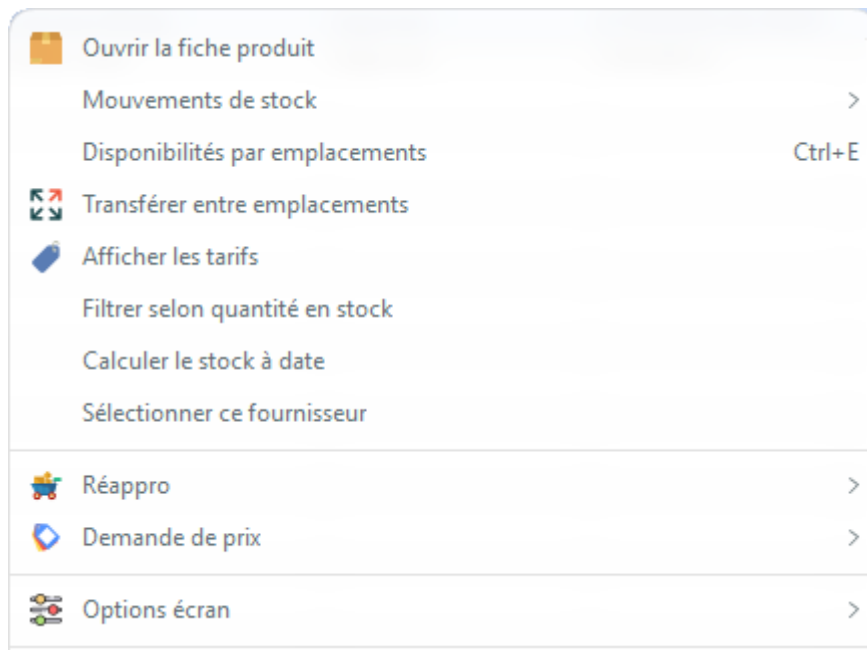 Ouvrir la fiche produit
Mouvements de stock
Disponibilités par emplacements Ctrl+E
Transférer entre emplacements
Afficher les tarifs
Filtrer selon quantité en stock
Calculer le stock à date
Sélectionner ce fournisseur
Réappro
Demande de prix
Options écran